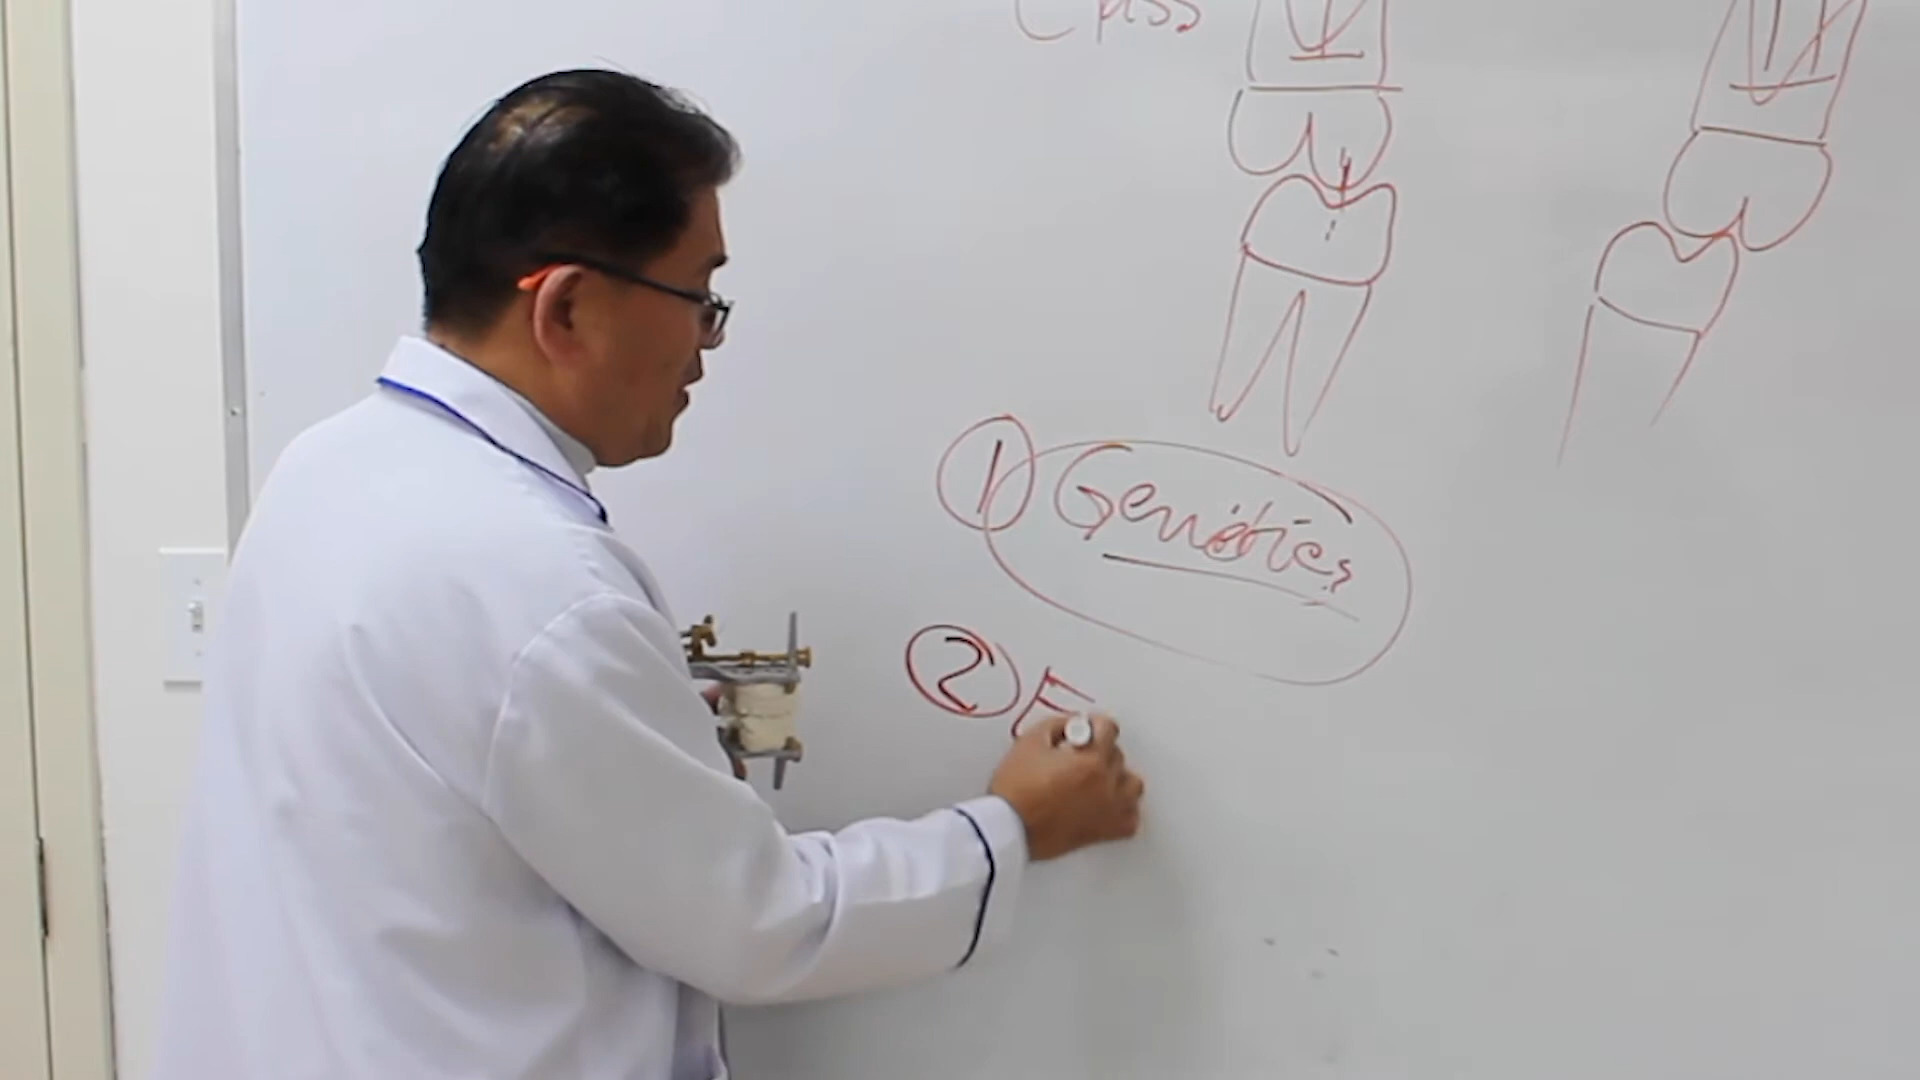 Class
① Genetics
② E